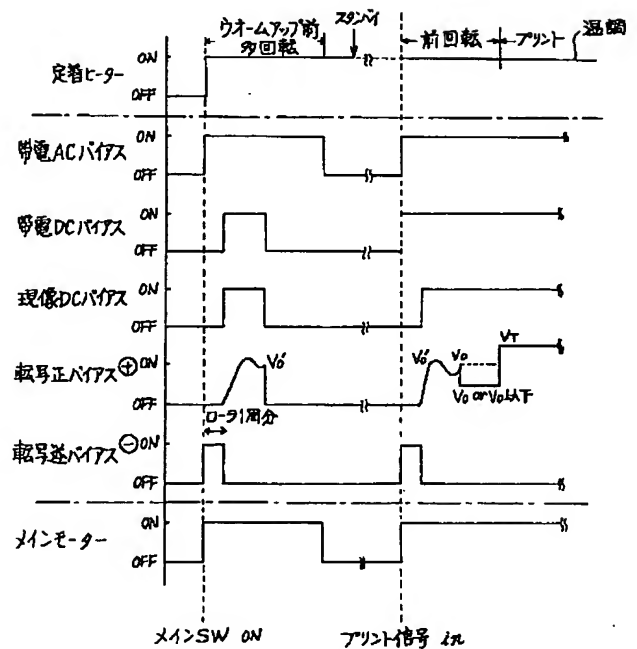 ウオームアップ前
多回転
スタンバイ
前回転
プリント
温調
定着ヒーター
ON
OFF
帯電ACバイアス
ON
OFF
帯電DCバイアス
ON
OFF
現像DCバイアス
ON
OFF
転写正バイアス⊕
ON
OFF
V₀'
V₀'
V₀
V_T
V₀ or V₀以下
ローラ1周分
転写逆バイアス⊖
ON
OFF
メインモーター
ON
OFF
メインSW ON
プリント信号 in